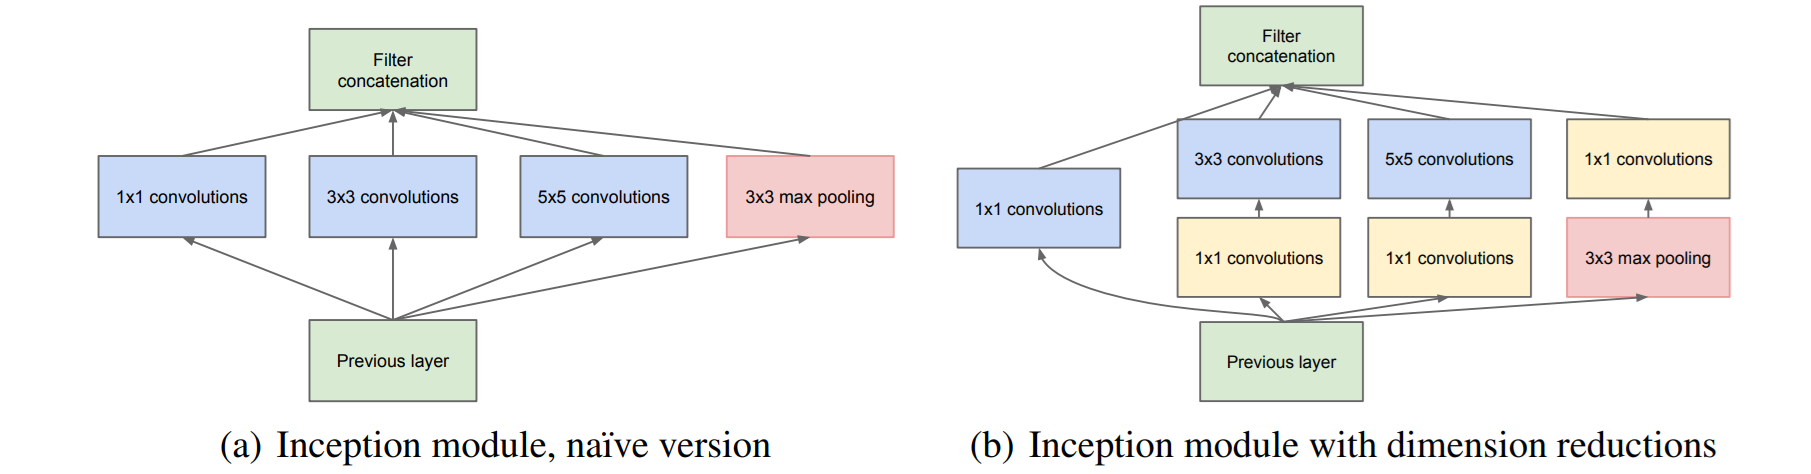 Filter
concatenation
1x1 convolutions
3x3 convolutions
5x5 convolutions
3x3 max pooling
Previous layer
(a) Inception module, naïve version
Filter
concatenation
3x3 convolutions
5x5 convolutions
1x1 convolutions
1x1 convolutions
1x1 convolutions
1x1 convolutions
3x3 max pooling
Previous layer
(b) Inception module with dimension reductions